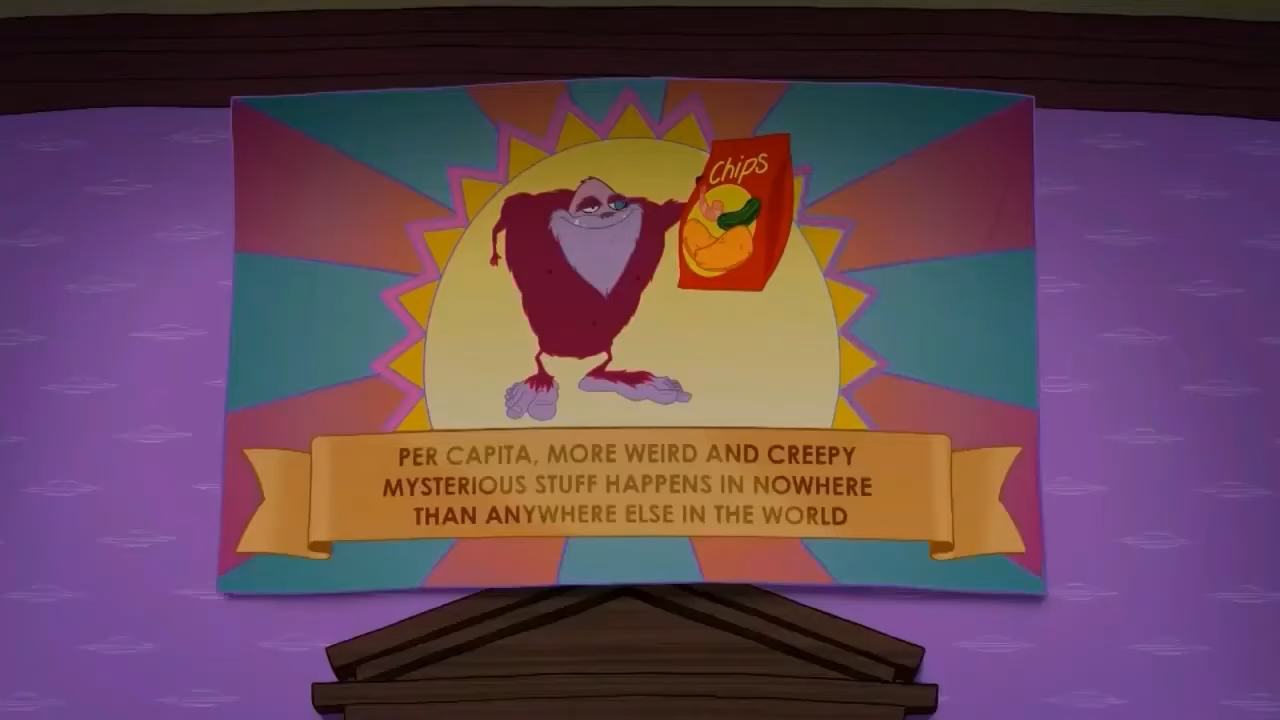 Chips
PER CAPITA, MORE WEIRD AND CREEPY
MYSTERIOUS STUFF HAPPENS IN NOWHERE
THAN ANYWHERE ELSE IN THE WORLD